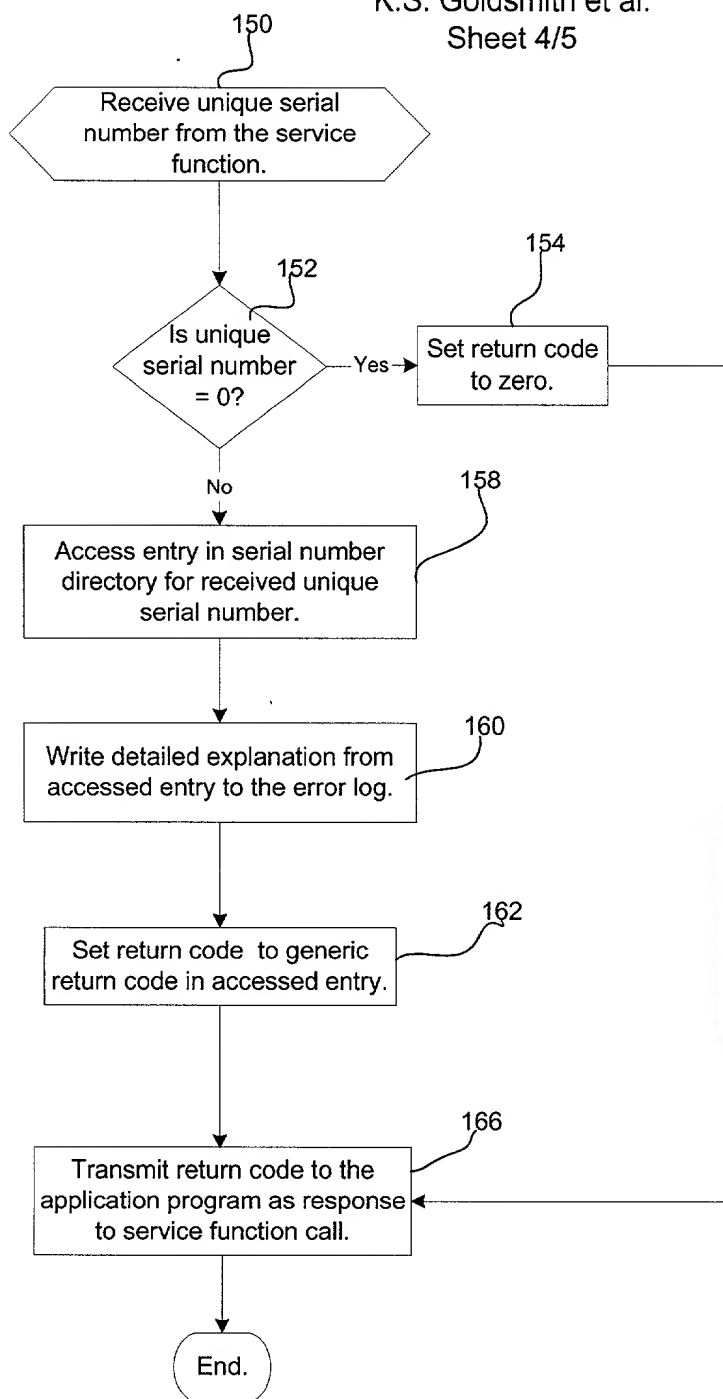 K.S. Goldsmith et al.
Sheet 4/5
150
Receive unique serial
number from the service
function.
152
Is unique
serial number
= 0?
Yes
154
Set return code
to zero.
No
158
Access entry in serial number
directory for received unique
serial number.
160
Write detailed explanation from
accessed entry to the error log.
162
Set return code to generic
return code in accessed entry.
166
Transmit return code to the
application program as response
to service function call.
End.